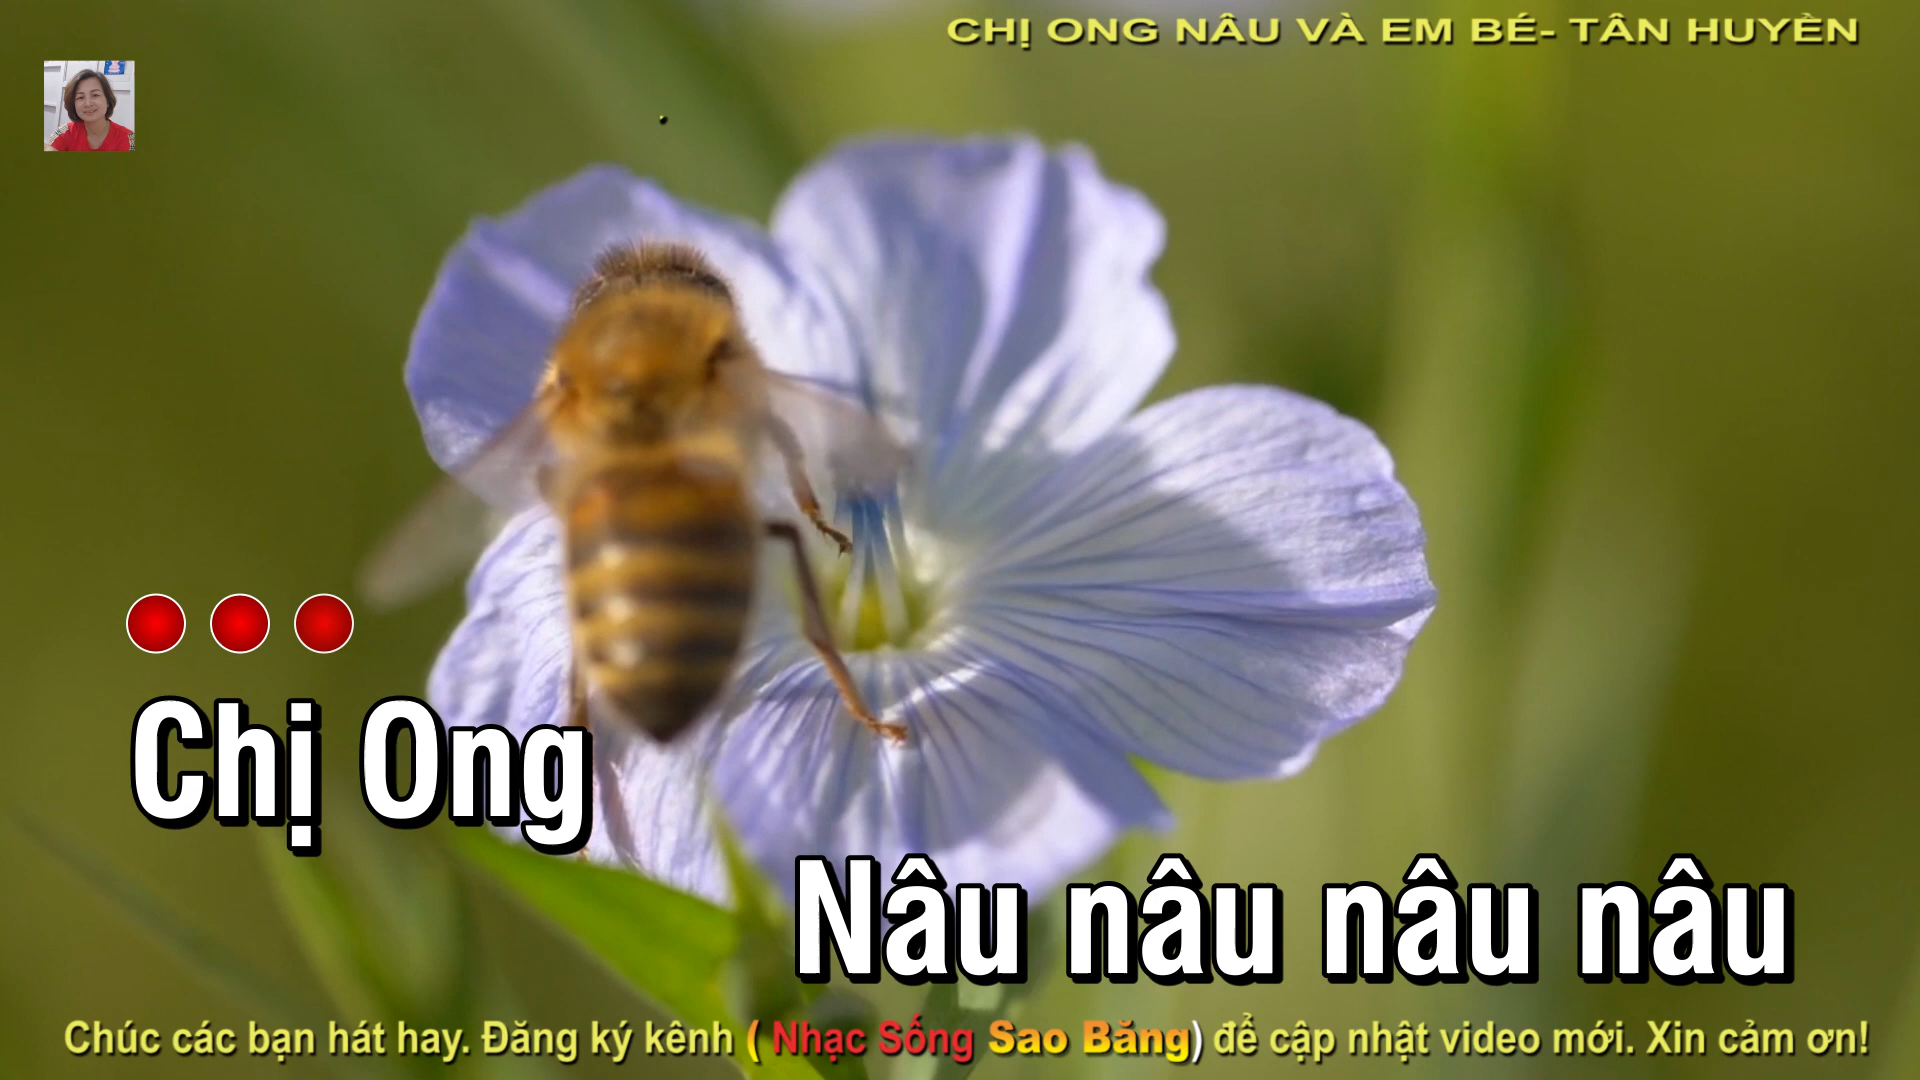 CHỊ ONG NÂU VÀ EM BÉ- TÂN HUYỀN
Chị Ong
Nâu nâu nâu nâu
Chúc các bạn hát hay. Đăng ký kênh ( Nhạc Sống Sao Băng) để cập nhật video mới. Xin cảm ơn!